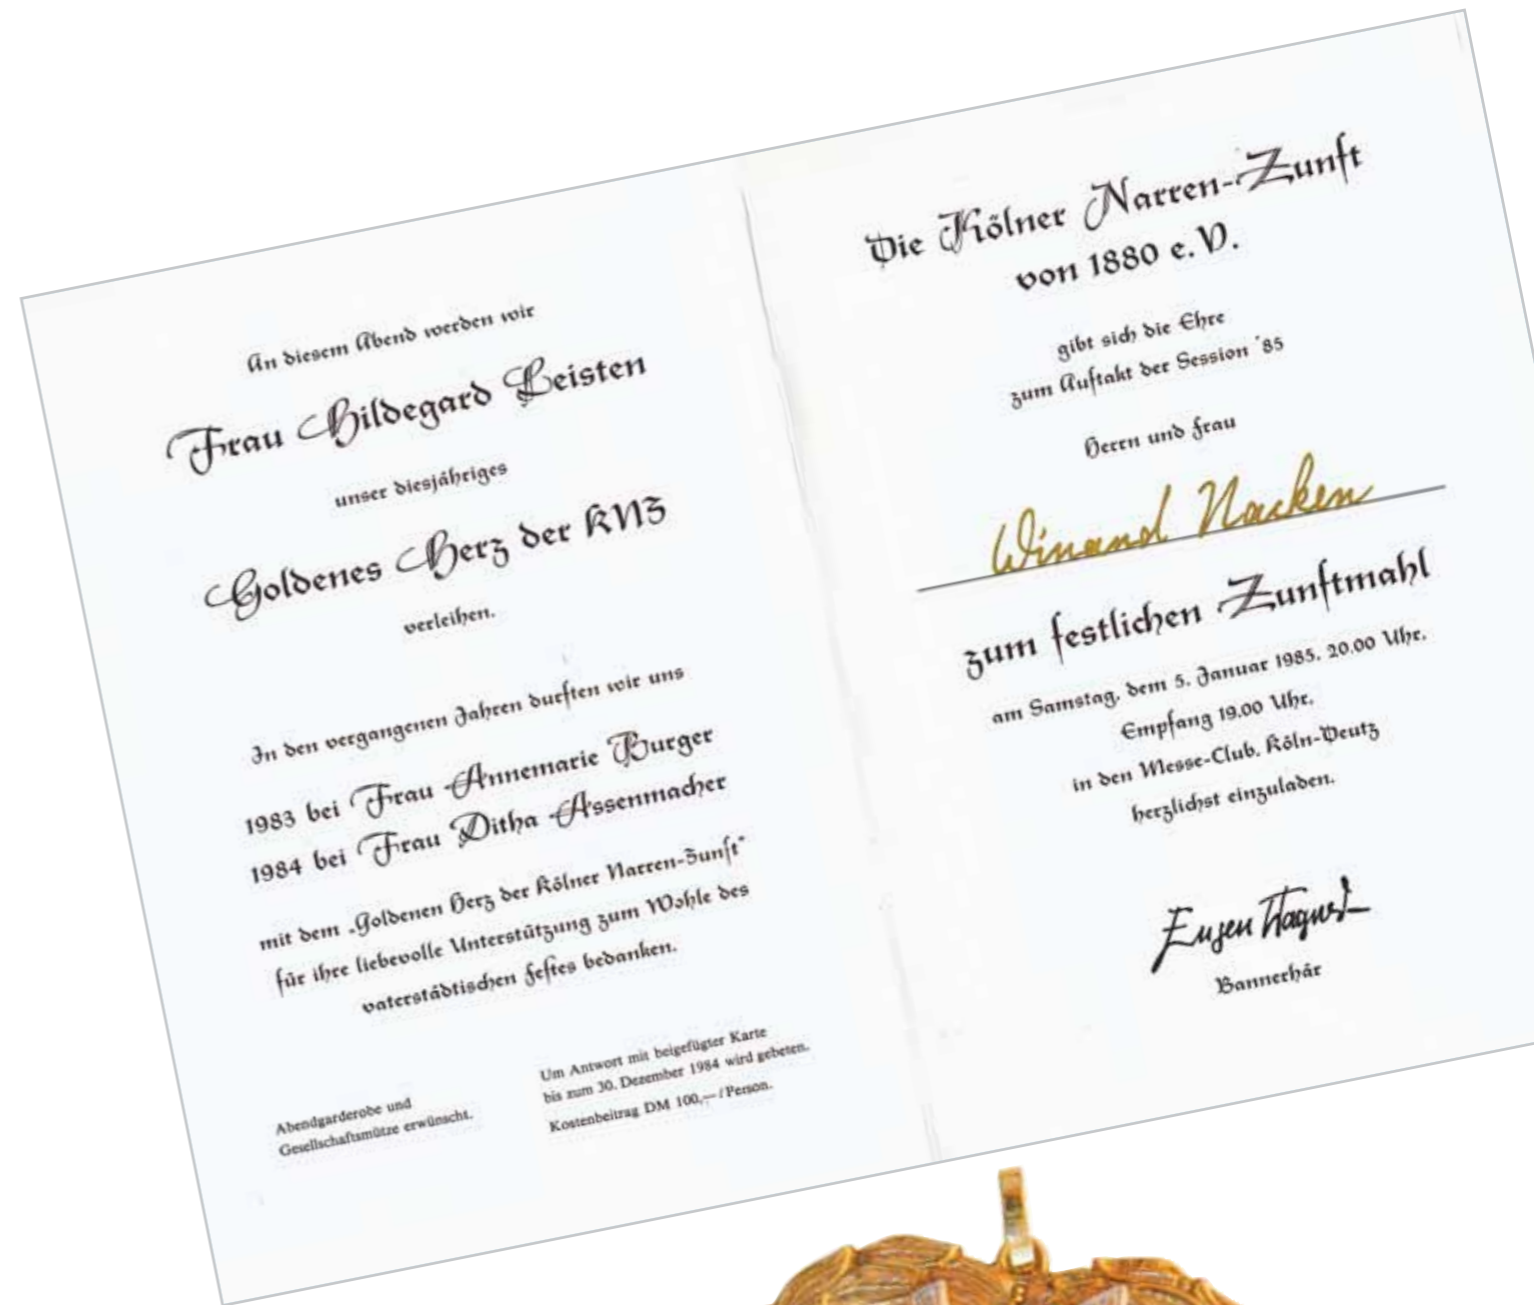 An diesem Abend werden wir
Frau Hildegard Leisten
unser diesjähriges
Goldenes Herz der KNZ
verleihen.
In den vergangenen Jahren durften wir uns
1983 bei Frau Annemarie Burger
1984 bei Frau Ditha Assenmacher
mit dem „Goldenen Herz der Kölner Narren-Zunft“
für ihre liebevolle Unterstützung zum Wohle des
vaterstädtischen Festes bedanken.
Abendgarderobe und
Gesellschaftsmütze erwünscht.
Um Antwort mit beigefügter Karte
bis zum 30. Dezember 1984 wird gebeten.
Kostenbeitrag DM 100,—/Person.
Die Kölner Narren-Zunft
von 1880 e.V.
gibt sich die Ehre
zum Auftakt der Session '85
Herrn und Frau
Winand Nacken
zum festlichen Zunftmahl
am Samstag, dem 5. Januar 1985, 20.00 Uhr,
Empfang 19.00 Uhr,
in den Messe-Club, Köln-Deutz
herzlichst einzuladen.
Eugen
Bannerhär